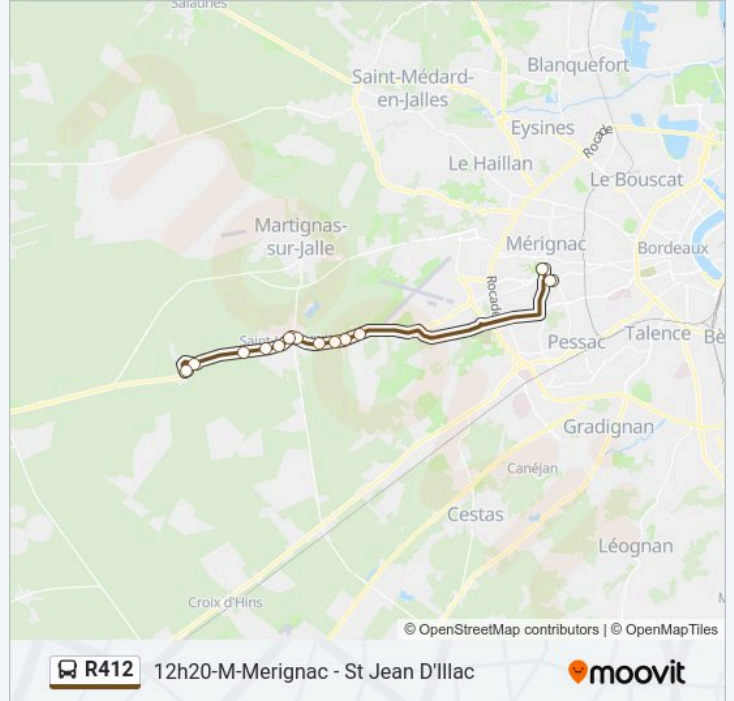 Salaunes
Blanquefort
Saint-Médard-
en-Jalles
Eysines
Rocade
Le Haillan
Le Bouscat
Martignas-
sur-Jalle
Mérignac
Bordeaux
Rocade
Talence
Pessac
Gradignan
Canéjan
Cestas
Léognan
Croix d'Hins
© OpenStreetMap contributors | © OpenMapTiles
R412
12h20-M-Merignac - St Jean D'Illac
moovit